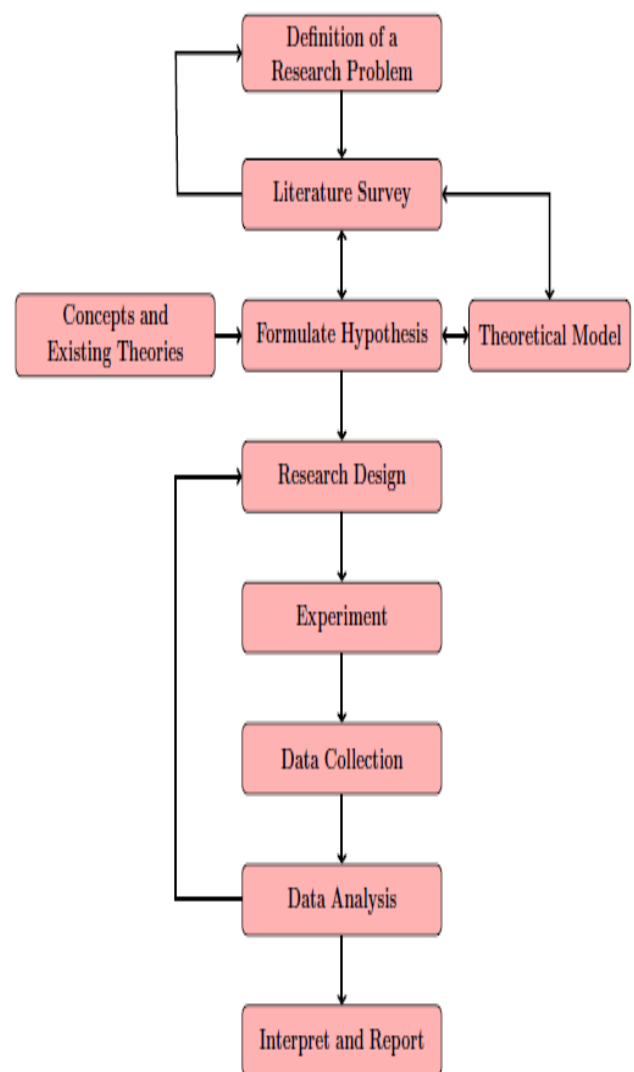 Definition of a
Research Problem
Literature Survey
Concepts and
Existing Theories
Formulate Hypothesis
Theoretical Model
Research Design
Experiment
Data Collection
Data Analysis
Interpret and Report